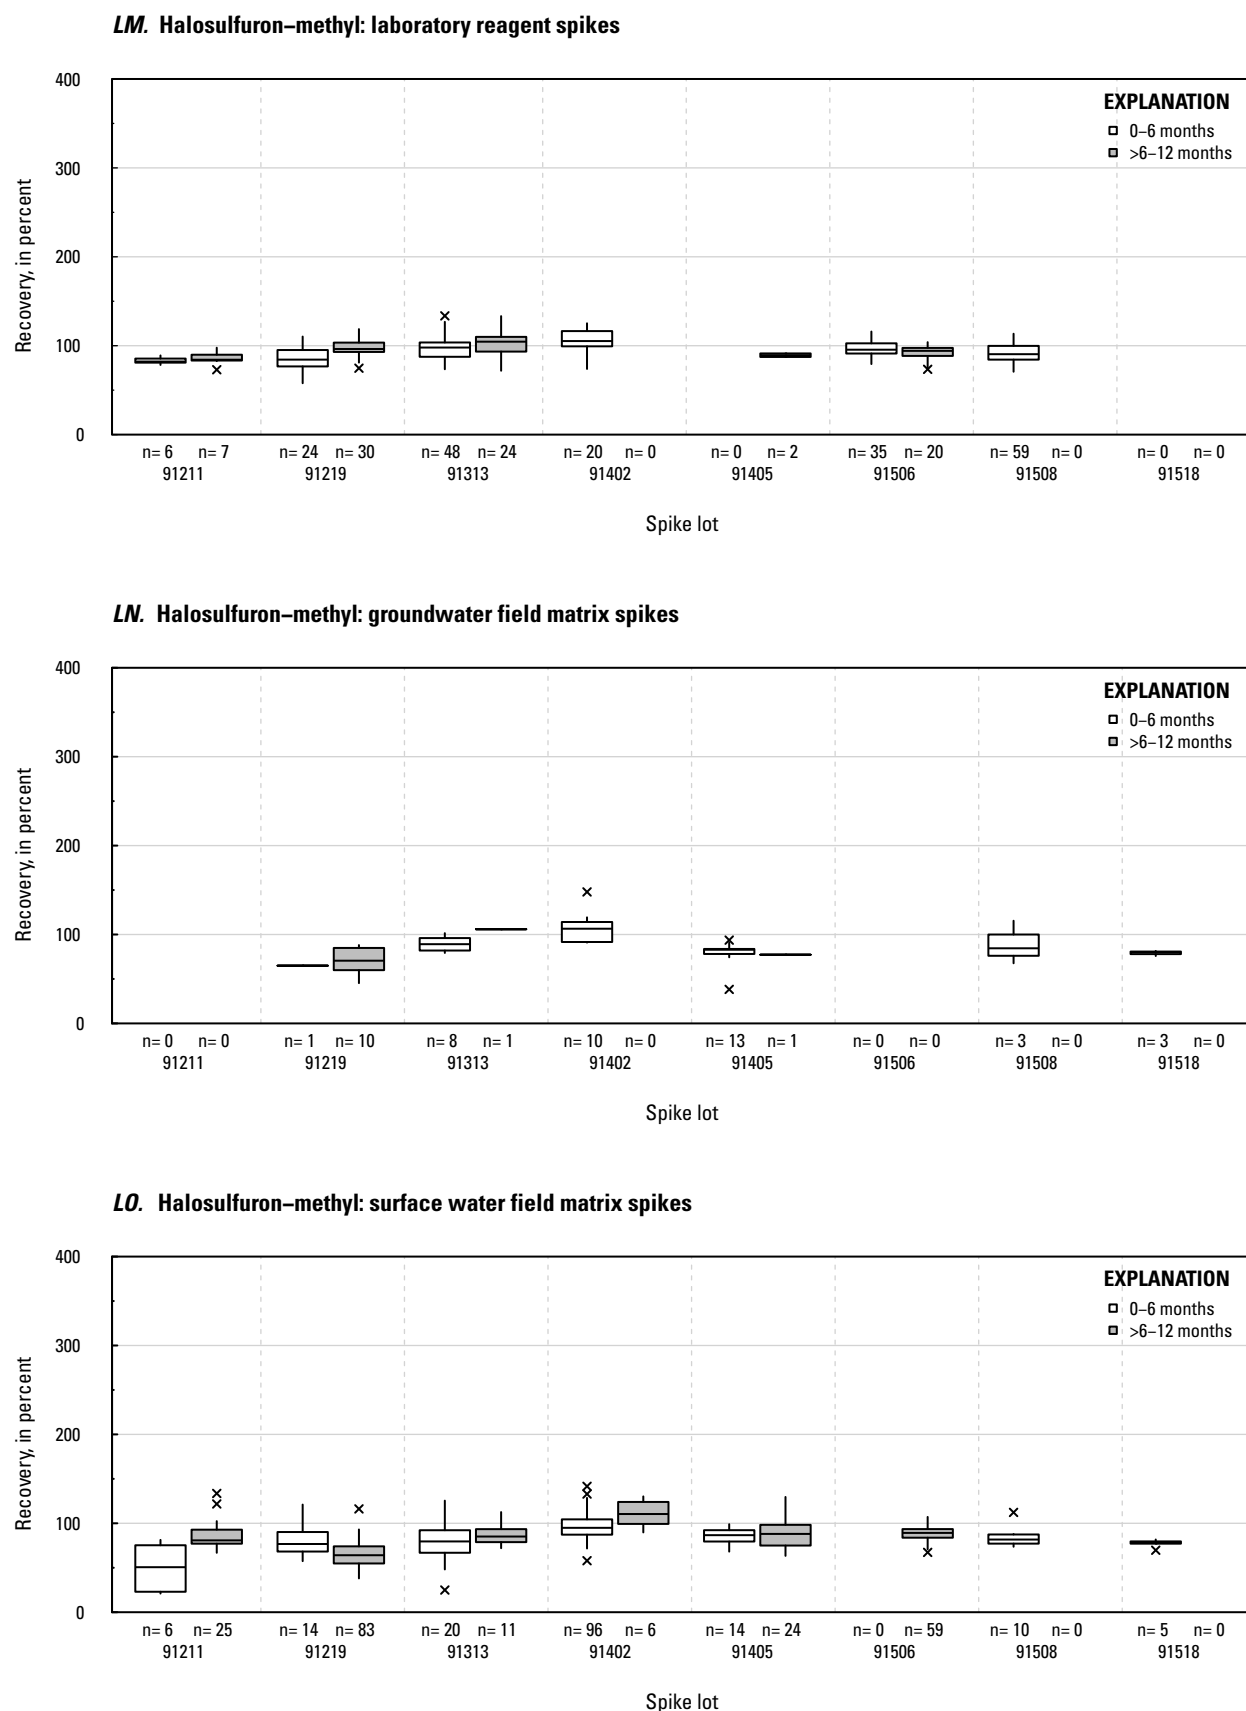 LM. Halosulfuron–methyl: laboratory reagent spikes
400
300
200
100
0
Recovery, in percent
EXPLANATION
0–6 months
>6–12 months
n= 6 n= 7 n= 24 n= 30 n= 48 n= 24 n= 20 n= 0 n= 0 n= 2 n= 35 n= 20 n= 59 n= 0 n= 0 n= 0
91211 91219 91313 91402 91405 91506 91508 91518
Spike lot
LN. Halosulfuron–methyl: groundwater field matrix spikes
400
300
200
100
0
Recovery, in percent
EXPLANATION
0–6 months
>6–12 months
n= 0 n= 0 n= 1 n= 10 n= 8 n= 1 n= 10 n= 0 n= 13 n= 1 n= 0 n= 0 n= 3 n= 0 n= 3 n= 0
91211 91219 91313 91402 91405 91506 91508 91518
Spike lot
LO. Halosulfuron–methyl: surface water field matrix spikes
400
300
200
100
0
Recovery, in percent
EXPLANATION
0–6 months
>6–12 months
n= 6 n= 25 n= 14 n= 83 n= 20 n= 11 n= 96 n= 6 n= 14 n= 24 n= 0 n= 59 n= 10 n= 0 n= 5 n= 0
91211 91219 91313 91402 91405 91506 91508 91518
Spike lot